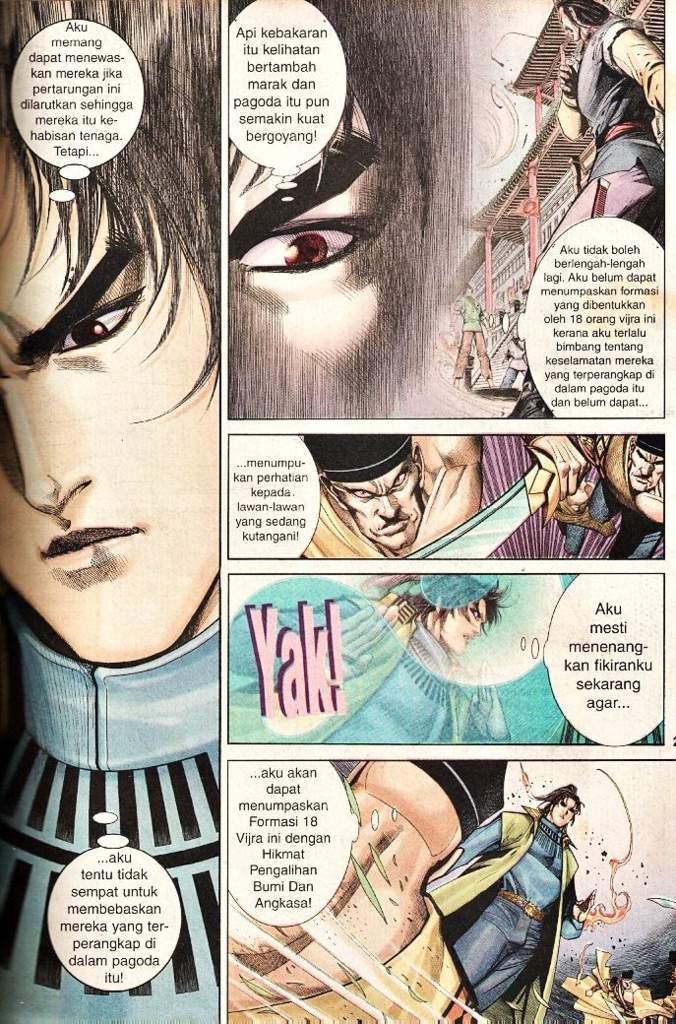 Aku
memang
dapat menewas-
kan mereka jika
pertarungan ini
dilarutkan sehingga
mereka itu ke-
habisan tenaga.
Tetapi...
...aku
tentu tidak
sempat untuk
membebaskan
mereka yang ter-
perangkap di
dalam pagoda
itu!
Api kebakaran
itu kelihatan
bertambah
marak dan
pagoda itu pun
semakin kuat
bergoyang!
Aku tidak boleh
berlengah-lengah
lagi. Aku belum dapat
menumpaskan formasi
yang dibentukkan
oleh 18 orang vijra ini
kerana aku terlalu
bimbang tentang
keselamatan mereka
yang terperangkap di
dalam pagoda itu
dan belum dapat...
...menumpu-
kan perhatian
kepada
lawan-lawan
yang sedang
kutangani!
Yak!
Aku
mesti
menenang-
kan fikiranku
sekarang
agar...
...aku akan
dapat
menumpaskan
Formasi 18
Vijra ini dengan
Hikmat
Pengalihan
Bumi Dan
Angkasa!